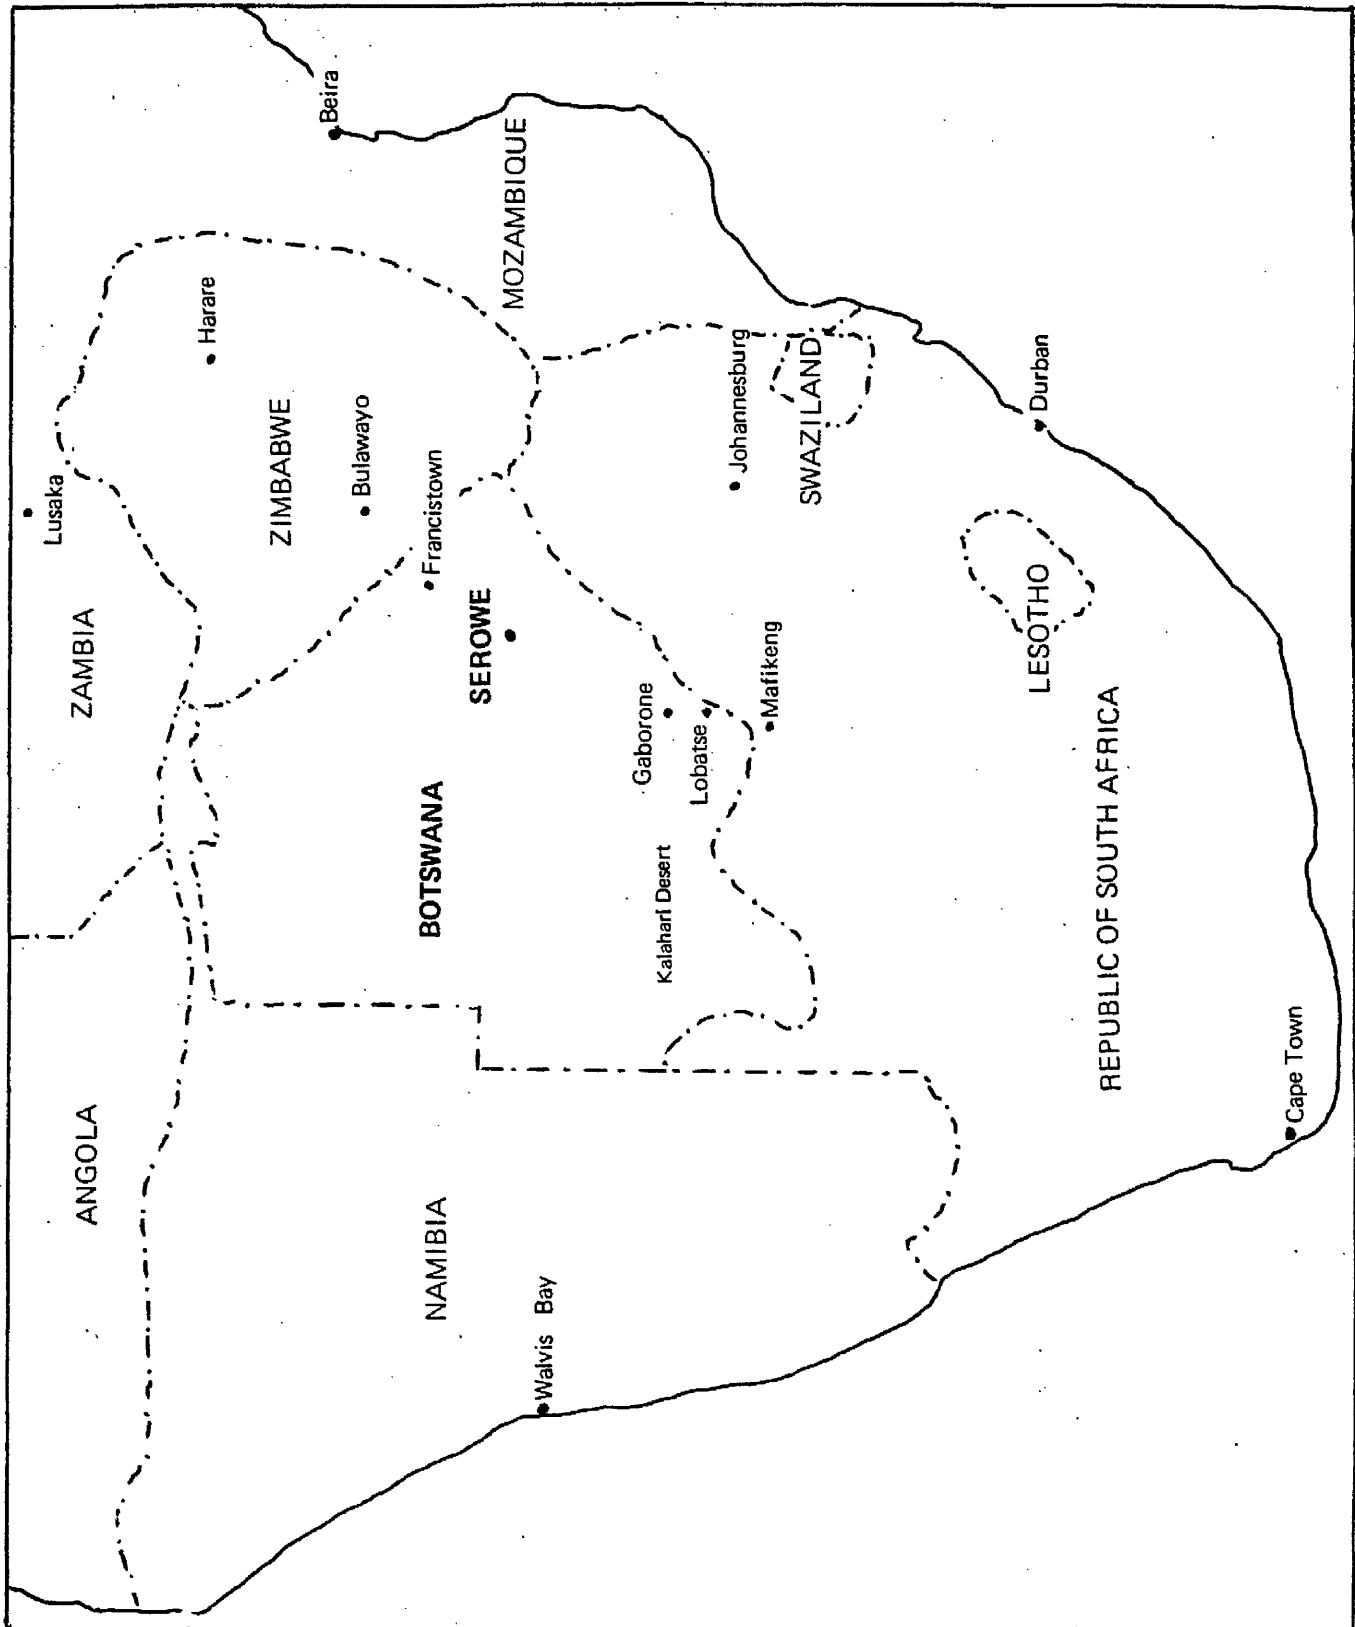 Lusaka
ZAMBIA
ANGOLA
Harare
ZIMBABWE
Bulawayo
Beira
Francistown
MOZAMBIQUE
SEROWE
BOTSWANA
NAMIBIA
Walvis Bay
Gaborone
Lobatse
Kalahari Desert
Mafikeng
Johannesburg
SWAZILAND
Durban
LESOTHO
REPUBLIC OF SOUTH AFRICA
Cape Town